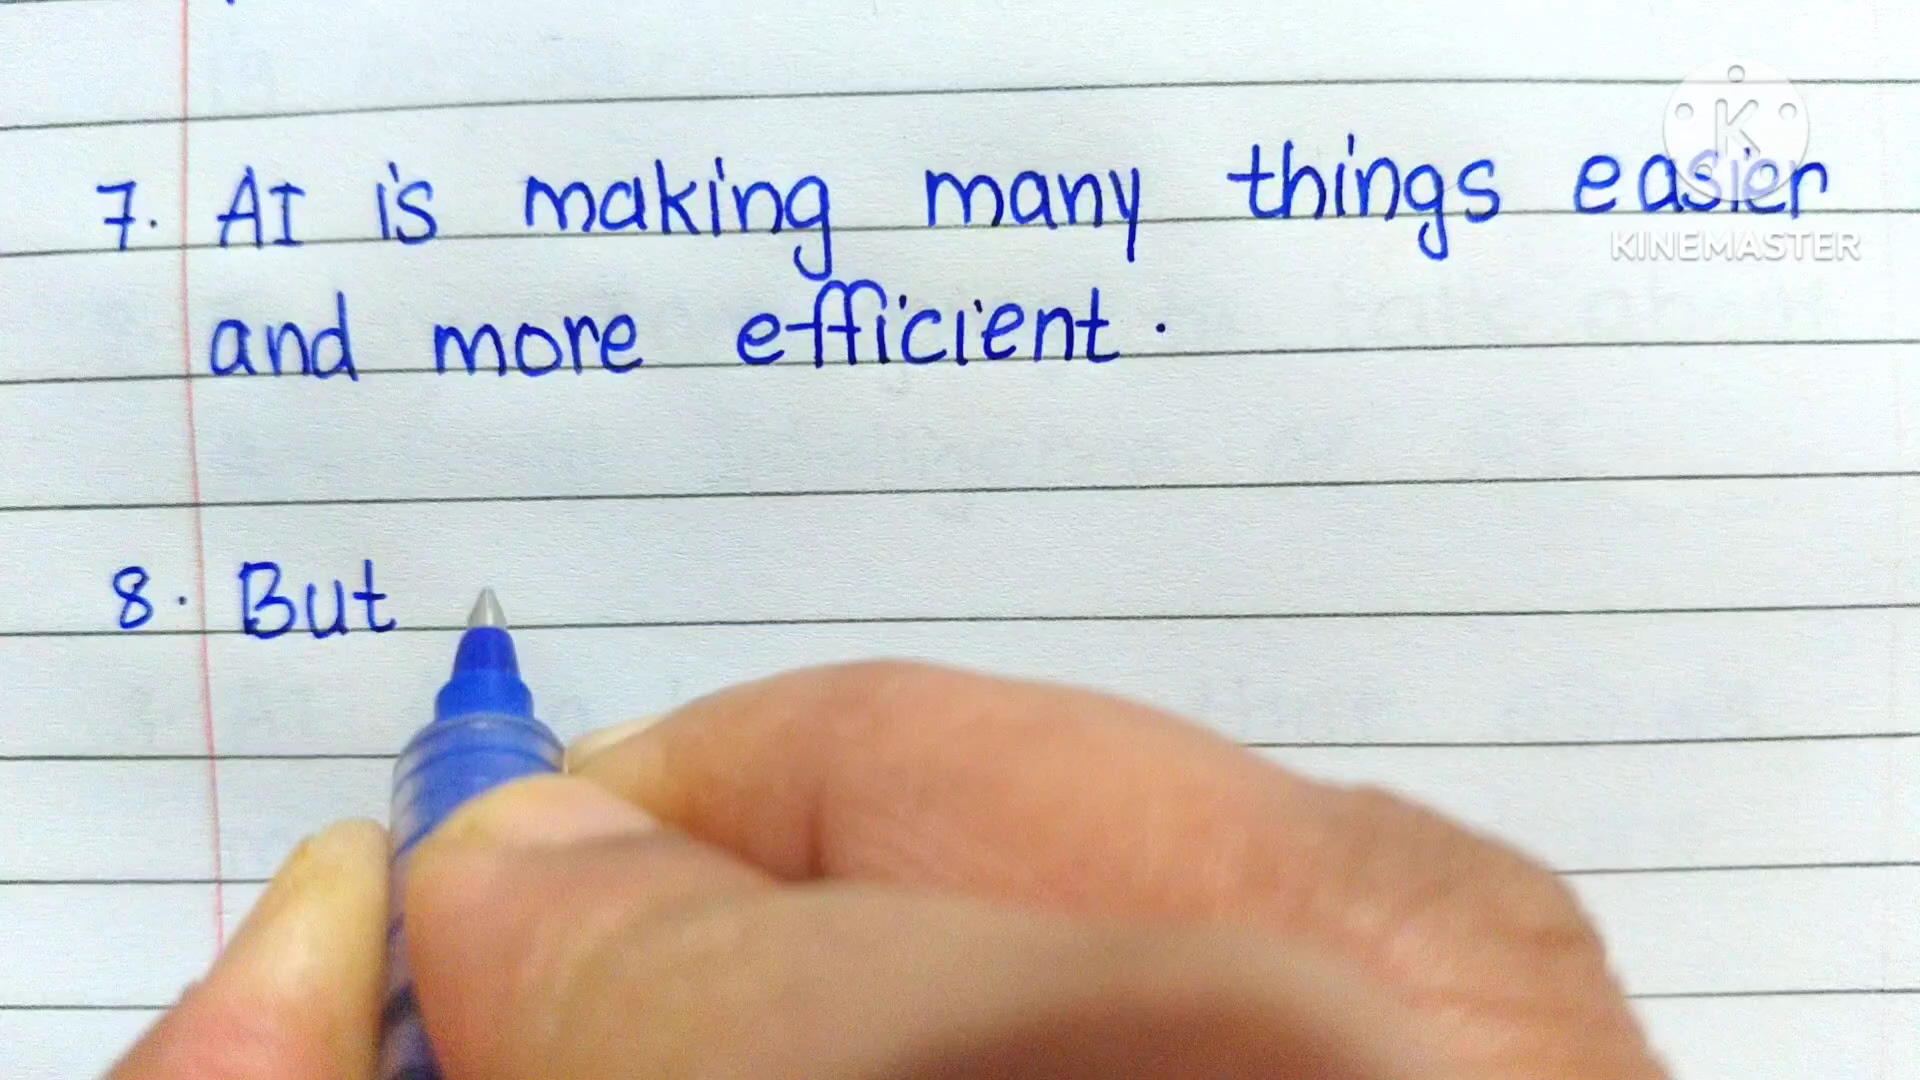 7. AI is making many things easier
KINEMASTER
and more efficient.
8. But